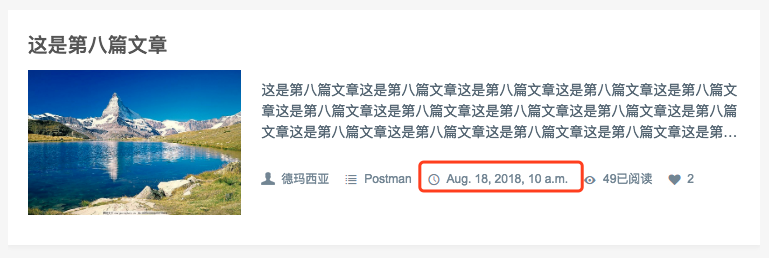 这是第八篇文章
这是第八篇文章这是第八篇文章这是第八篇文章这是第八篇文章这是第八篇文
章这是第八篇文章这是第八篇文章这是第八篇文章这是第八篇文章这是第八篇
文章这是第八篇文章这是第八篇文章这是第八篇文章这是第八篇文章这是第...
德玛西亚 Postman Aug. 18, 2018, 10 a.m. 49已阅读 2